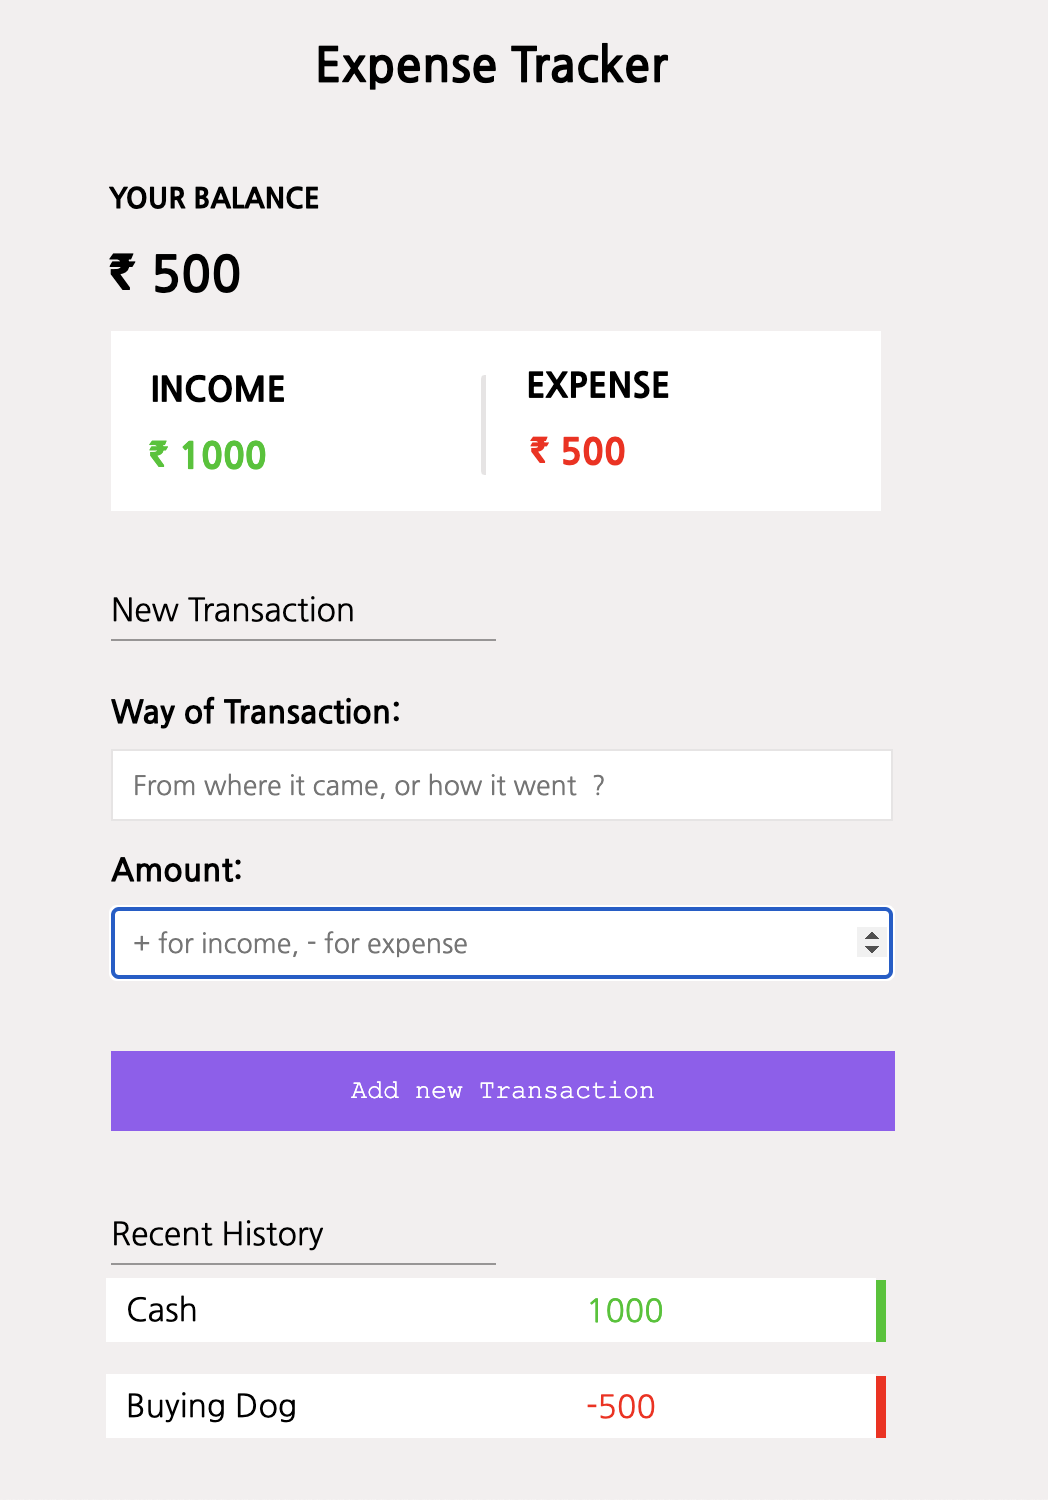 Expense Tracker
YOUR BALANCE
₹ 500
INCOME
₹ 1000
EXPENSE
₹ 500
New Transaction
Way of Transaction:
From where it came, or how it went  ?
Amount:
+ for income, - for expense
Add new Transaction
Recent History
Cash 1000
Buying Dog -500